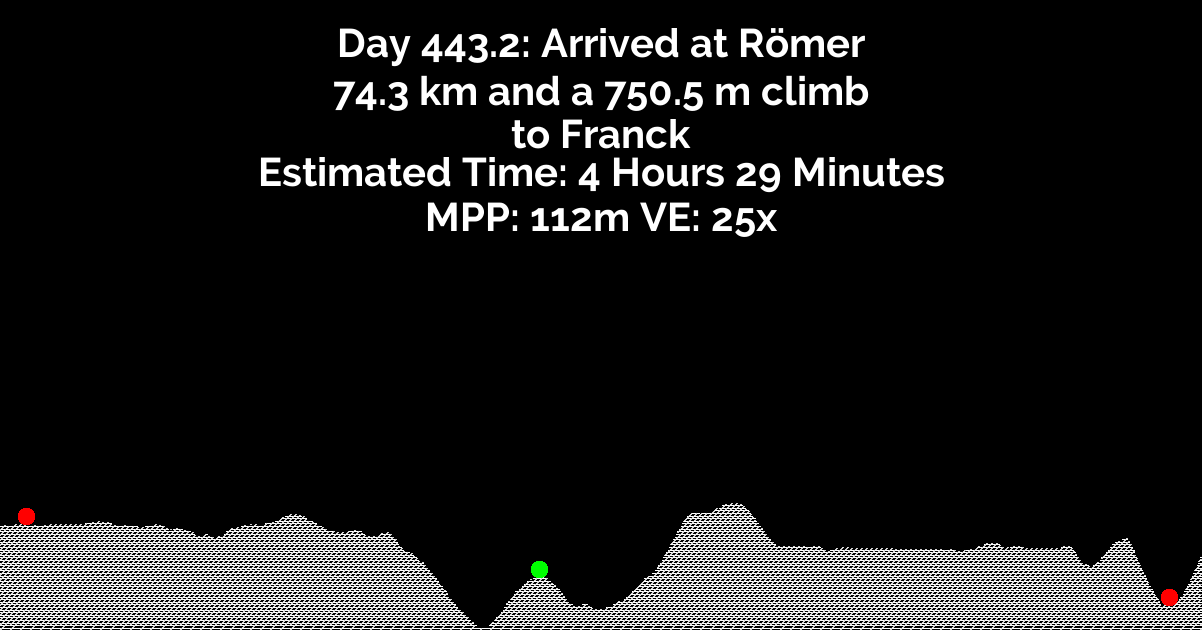 Day 443.2: Arrived at Römer
74.3 km and a 750.5 m climb
to Franck
Estimated Time: 4 Hours 29 Minutes
MPP: 112m VE: 25x